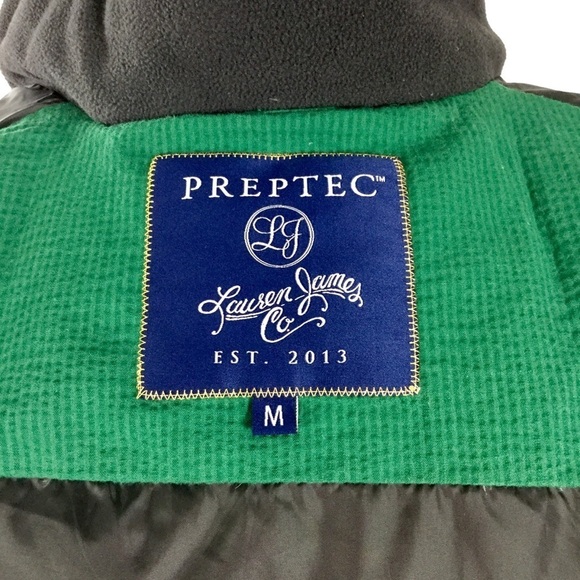 PREPTEC™
LJ
Lauren James
Co.
EST. 2013
M